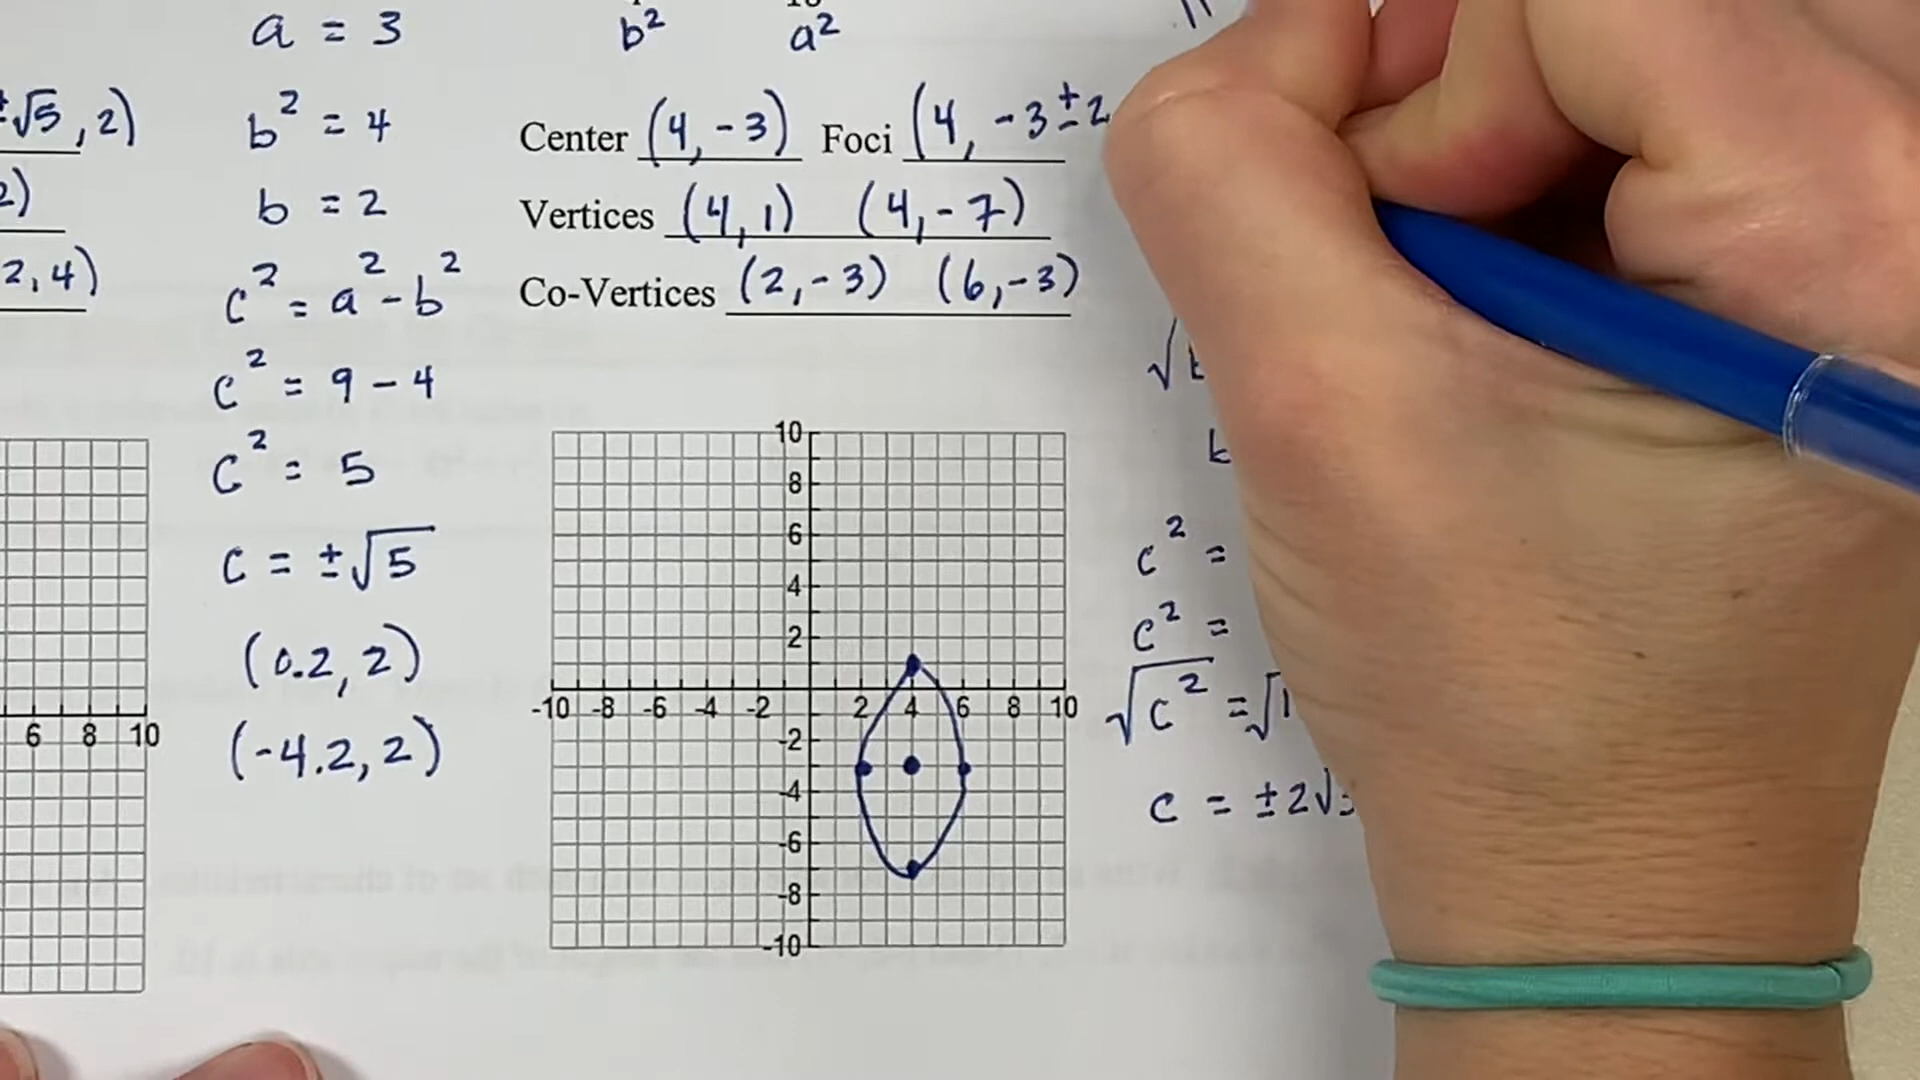 a = 3
b² a²
±√5, 2)
b² = 4
Center (4, -3) Foci (4, -3±2
2)
b = 2
Vertices (4, 1) (4, -7)
2, 4)
c² = a² - b²
Co-Vertices (2, -3) (6, -3)
c² = 9 - 4
c² = 5
c = ±√5
(0.2, 2)
(-4.2, 2)
6 8 10
10
8
6
4
2
-10 -8 -6 -4 -2 2 4 6 8 10
-2
-4
-6
-8
-10
b
c² =
c² =
√c² = √1
c = ±2√3